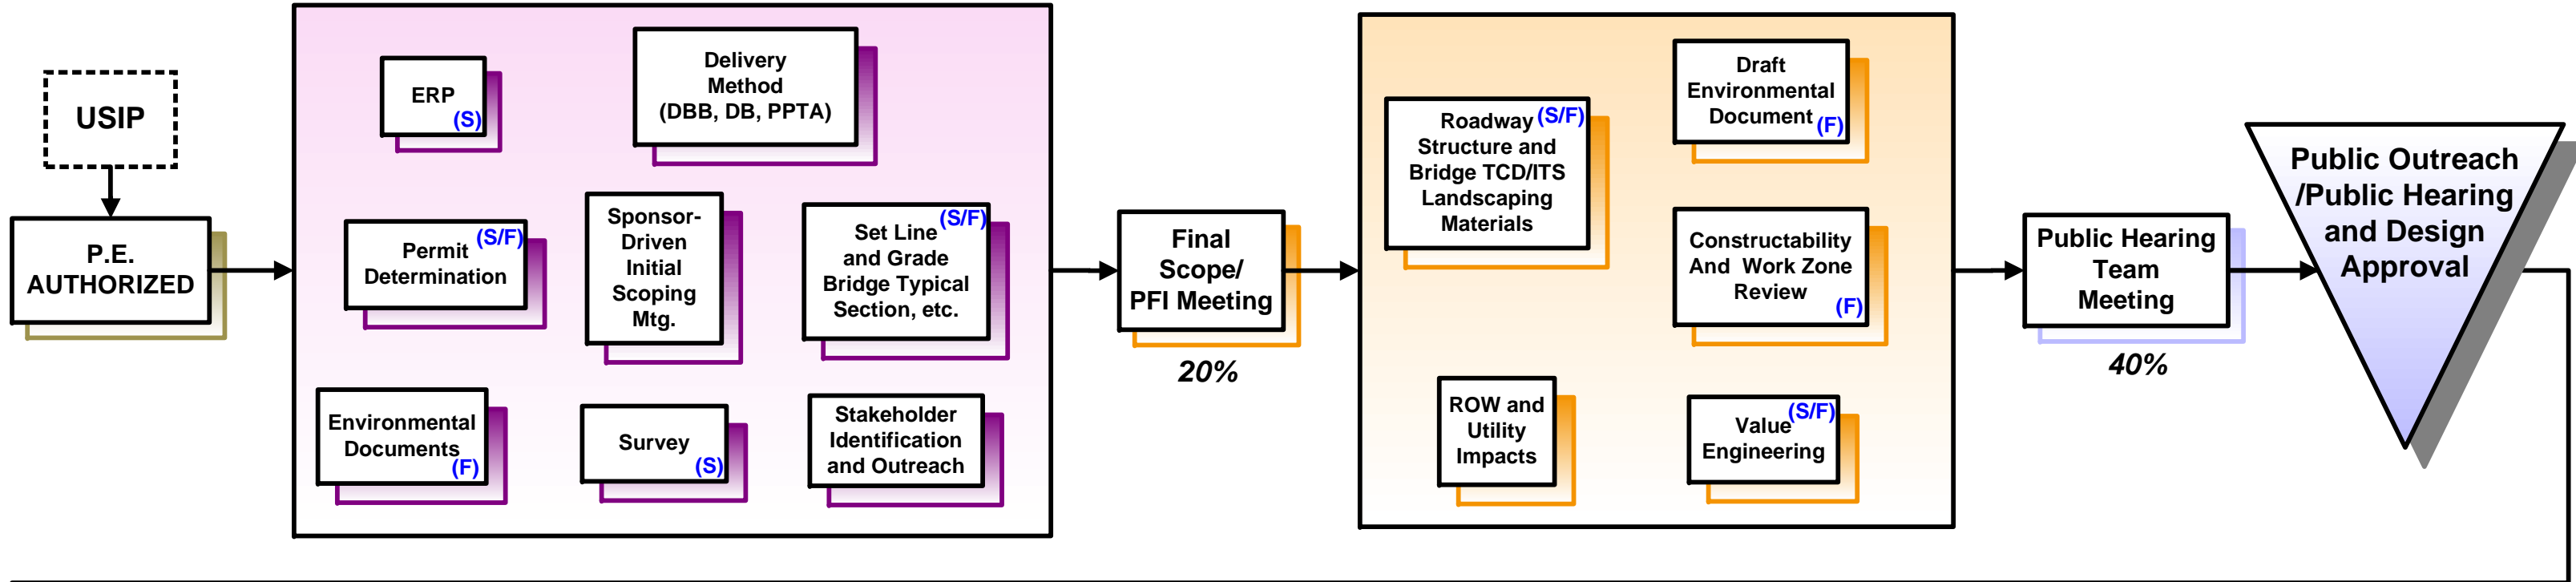 USIP
P.E.
AUTHORIZED
ERP
(S)
Delivery
Method
(DBB, DB, PPTA)
Permit (S/F)
Determination
Sponsor-
Driven
Initial
Scoping
Mtg.
(S/F)
Set Line
and Grade
Bridge Typical
Section, etc.
Environmental
Documents
(F)
Survey
(S)
Stakeholder
Identification
and Outreach
Final
Scope/
PFI Meeting
20%
Roadway (S/F)
Structure and
Bridge TCD/ITS
Landscaping
Materials
Draft
Environmental
Document (F)
Constructability
And Work Zone
Review
(F)
ROW and
Utility
Impacts
Value (S/F)
Engineering
Public Hearing
Team
Meeting
40%
Public Outreach
/Public Hearing
and Design
Approval